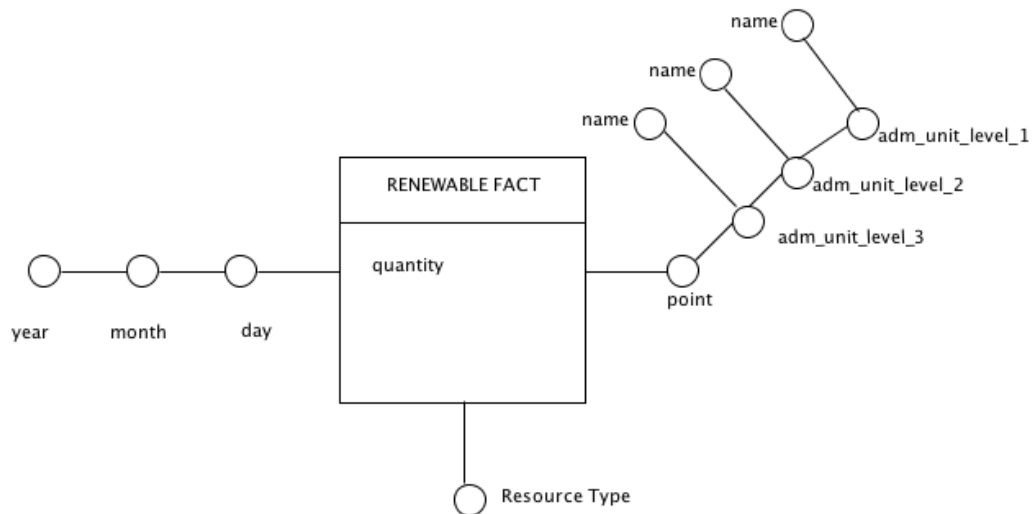 name
name
name
adm_unit_level_1
RENEWABLE FACT
adm_unit_level_2
adm_unit_level_3
quantity
point
year
month
day
Resource Type